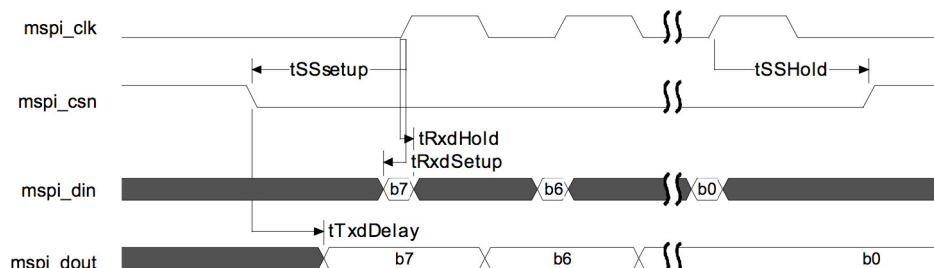 mspi_clk
tSSsetup
tSSHold
mspi_csn
tRxdHold
tRxdSetup
mspi_din
b7
b6
b0
tTxdDelay
mspi_dout
b7
b6
b0